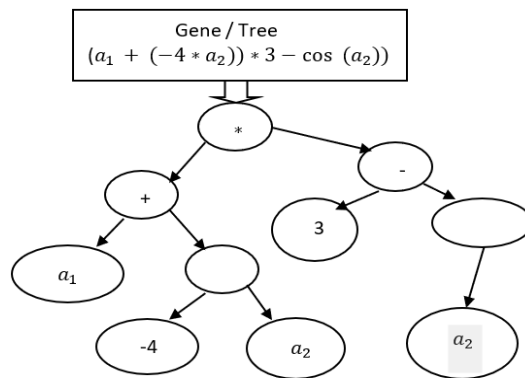 Gene / Tree
(a₁ + (−4 * a₂)) * 3 − cos (a₂))
*
-
+
3
a₁
-4
a₂
a₂